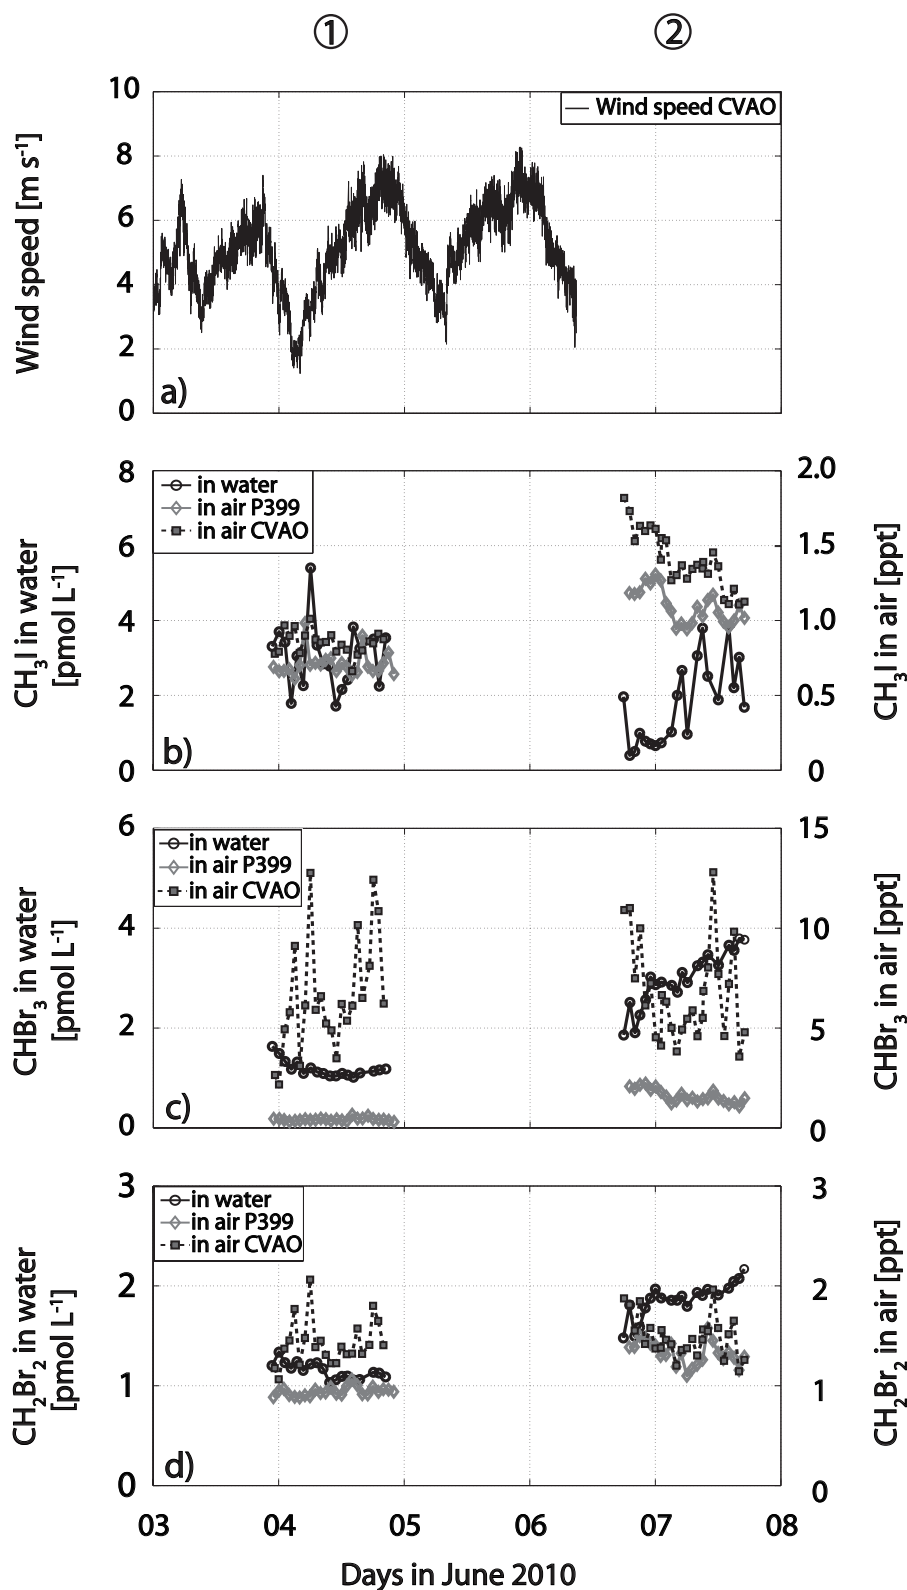 ① ②
10
8
6
4
2
0
Wind speed [m s⁻¹]
Wind speed CVAO
a)
8
6
4
2
0
CH₃I in water
[pmol L⁻¹]
in water
in air P399
in air CVAO
b)
2.0
1.5
1.0
0.5
0
CH₃I in air [ppt]
6
4
2
0
CHBr₃ in water
[pmol L⁻¹]
in water
in air P399
in air CVAO
c)
15
10
5
0
CHBr₃ in air [ppt]
3
2
1
0
CH₂Br₂ in water
[pmol L⁻¹]
in water
in air P399
in air CVAO
d)
3
2
1
0
CH₂Br₂ in air [ppt]
03 04 05 06 07 08
Days in June 2010